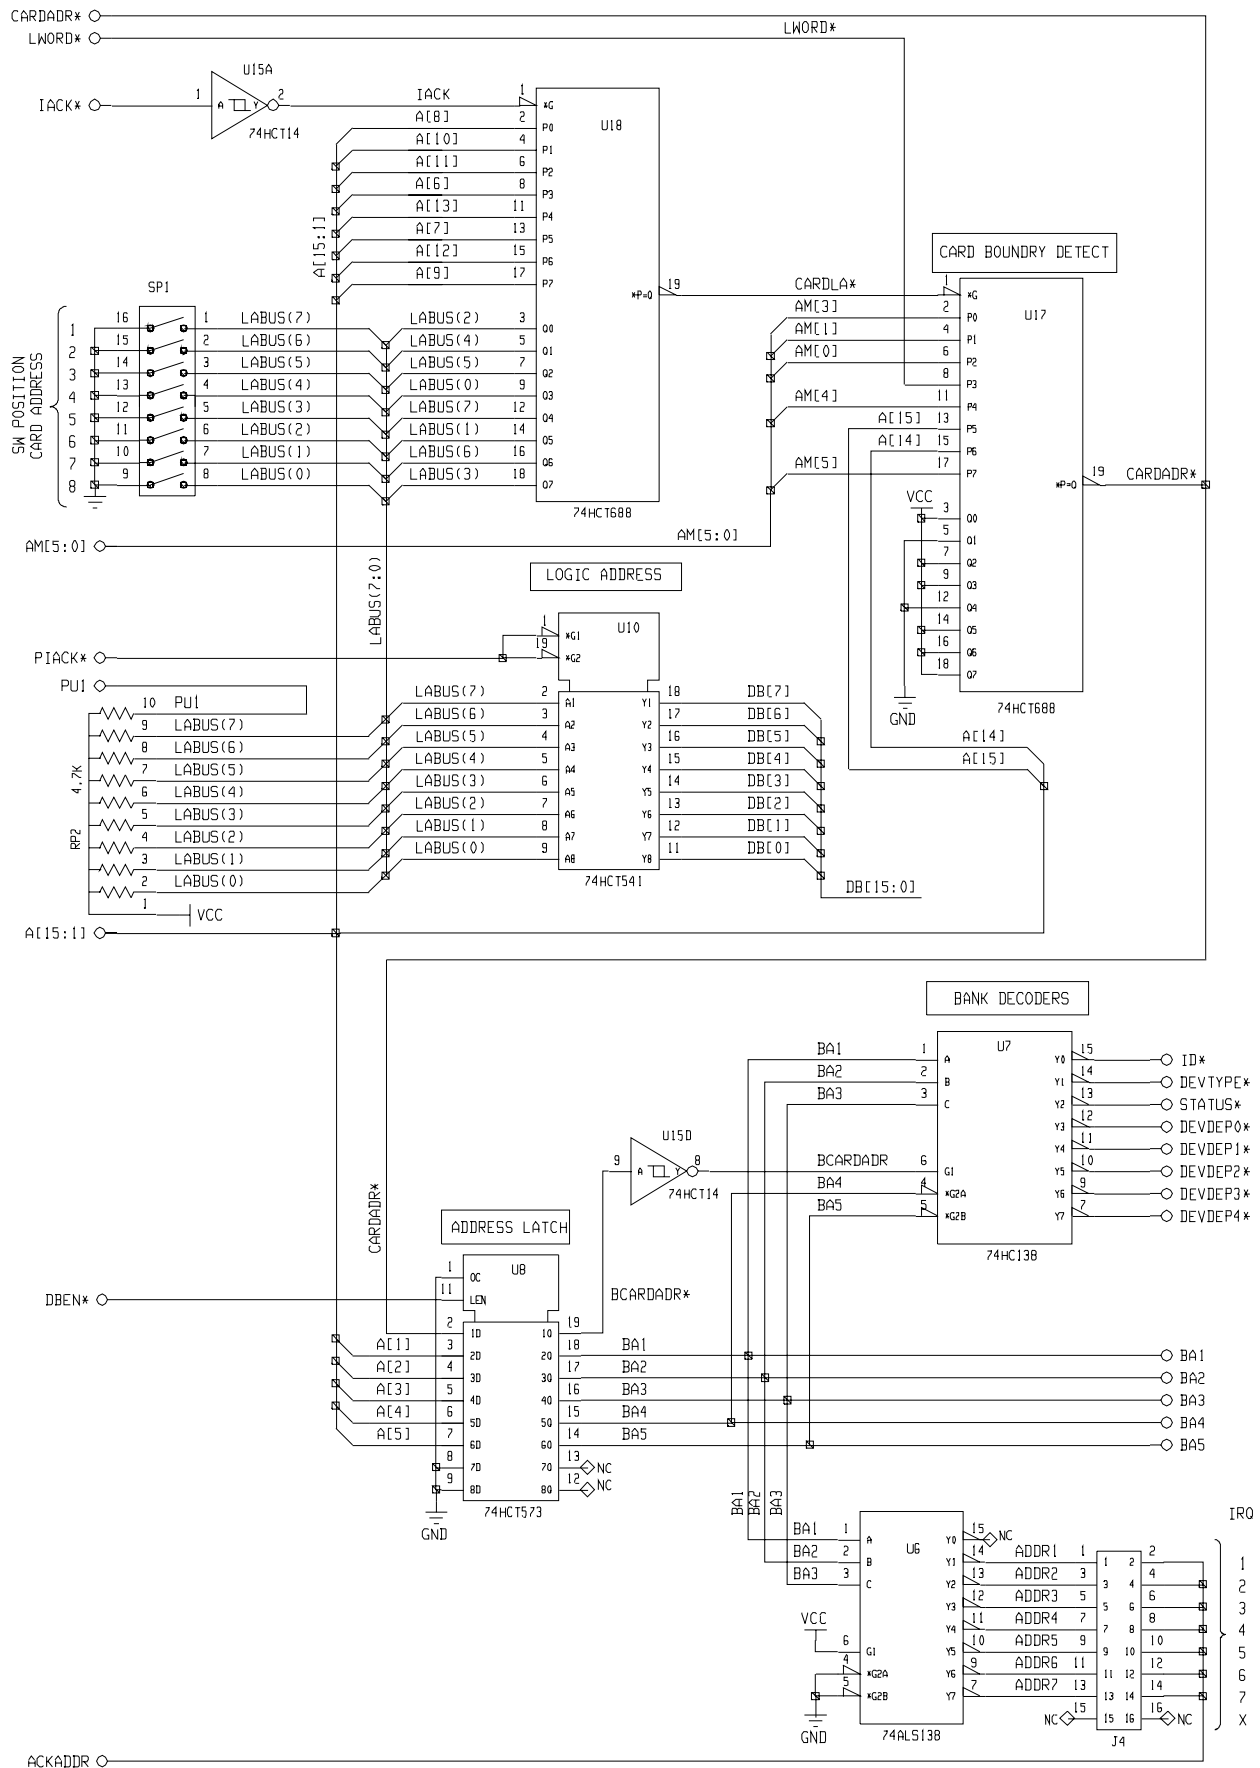 CARDADR*
LWORD*
LWORD*
IACK*
1
U15A
A Y
2
74HCT14
IACK
1
*G
U18
A[8] 2 P0
A[10] 4 P1
A[11] 6 P2
A[6] 8 P3
A[13] 11 P4
A[7] 13 P5
A[12] 15 P6
A[9] 17 P7
A[15:1]
*P=Q
19
CARDLA*
CARD BOUNDRY DETECT
1
*G
U17
SP1
SW POSITION
CARD ADDRESS
1 16 1 LABUS(7) LABUS(2) 3 Q0
2 15 2 LABUS(6) LABUS(4) 5 Q1
3 14 3 LABUS(5) LABUS(5) 7 Q2
4 13 4 LABUS(4) LABUS(0) 9 Q3
5 12 5 LABUS(3) LABUS(7) 12 Q4
6 11 6 LABUS(2) LABUS(1) 14 Q5
7 10 7 LABUS(1) LABUS(6) 16 Q6
8 9 8 LABUS(0) LABUS(3) 18 Q7
74HCT688
AM[3] 2 P0
AM[1] 4 P1
AM[0] 6 P2
8 P3
AM[4] 11 P4
A[15] 13 P5
A[14] 15 P6
AM[5] 17 P7
*P=Q
19
CARDADR*
VCC
3 Q0
5 Q1
7 Q2
9 Q3
12 Q4
14 Q5
16 Q6
18 Q7
GND
74HCT688
AM[5:0]
AM[5:0]
LABUS(7:0)
LOGIC ADDRESS
PIACK*
1 *G1
19 *G2
U10
PU1
10 PU1
9 LABUS(7)
8 LABUS(6)
7 LABUS(5)
6 LABUS(4)
5 LABUS(3)
4 LABUS(2)
3 LABUS(1)
2 LABUS(0)
1 VCC
4.7K
RP2
LABUS(7) 2 A1 Y1 18 DB[7]
LABUS(6) 3 A2 Y2 17 DB[6]
LABUS(5) 4 A3 Y3 16 DB[5]
LABUS(4) 5 A4 Y4 15 DB[4]
LABUS(3) 6 A5 Y5 14 DB[3]
LABUS(2) 7 A6 Y6 13 DB[2]
LABUS(1) 8 A7 Y7 12 DB[1]
LABUS(0) 9 A8 Y8 11 DB[0]
74HCT541
DB[15:0]
A[14]
A[15]
A[15:1]
BANK DECODERS
U7
BA1 1 A Y0 15 ID*
BA2 2 B Y1 14 DEVTYPE*
BA3 3 C Y2 13 STATUS*
Y3 12 DEVDEP0*
Y4 11 DEVDEP1*
BCARDADR 6 G1 Y5 10 DEVDEP2*
BA4 4 *G2A Y6 9 DEVDEP3*
BA5 5 *G2B Y7 7 DEVDEP4*
74HC138
9
U15D
A Y
8
74HCT14
CARDADR*
ADDRESS LATCH
1 OC
U8
DBEN*
11 LEN
BCARDADR*
2 1D 1Q 19
A[1] 3 2D 2Q 18 BA1 BA1
A[2] 4 3D 3Q 17 BA2 BA2
A[3] 5 4D 4Q 16 BA3 BA3
A[4] 6 5D 5Q 15 BA4 BA4
A[5] 7 6D 6Q 14 BA5 BA5
8 7D 7Q 13 NC
9 8D 8Q 12 NC
GND
74HCT573
BA1
BA2
BA3
IRQ
U6
BA1 1 A Y0 15 NC
BA2 2 B Y1 14 ADDR1 1 1 2 2 1
BA3 3 C Y2 13 ADDR2 3 3 4 4 2
Y3 12 ADDR3 5 5 6 6 3
VCC Y4 11 ADDR4 7 7 8 8 4
6 G1 Y5 10 ADDR5 9 9 10 10 5
4 *G2A Y6 9 ADDR6 11 11 12 12 6
5 *G2B Y7 7 ADDR7 13 13 14 14 7
NC 15 15 16 16 NC X
GND
74ALS138
J4
ACKADDR